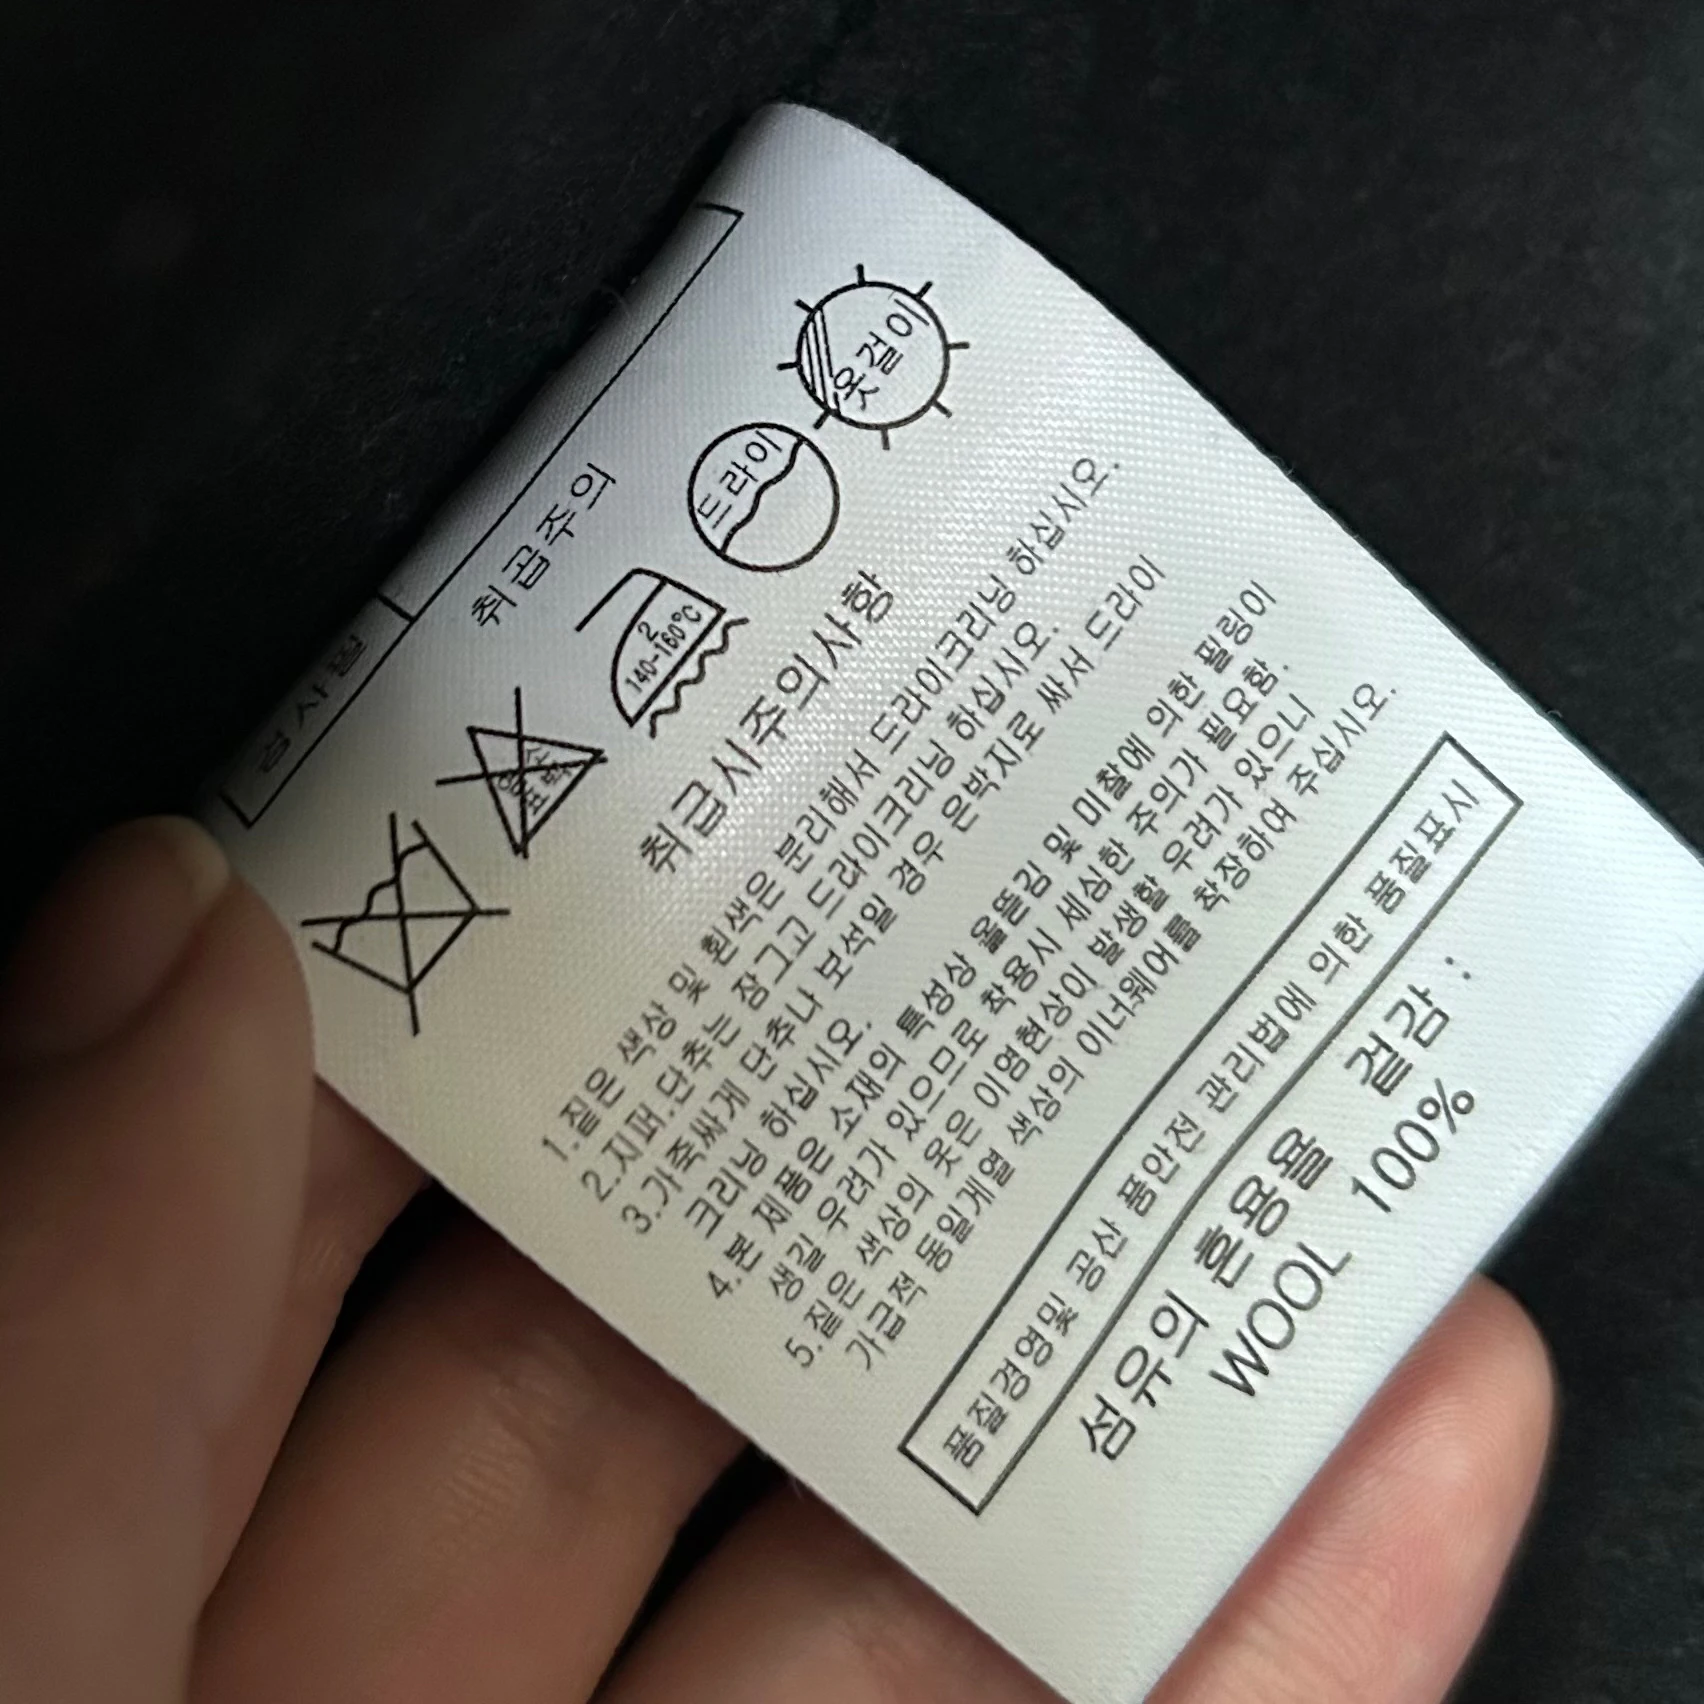 검사필
취급주의
염소
표백
2
140-160℃
드라이
옷걸이
취급시주의사항
1.짙은 색상 및 흰색은 분리해서 드라이크리닝 하십시오.
2.지퍼.단추는 잠그고 드라이크리닝 하십시오.
3.가죽싸게 단추나 보석일 경우 은박지로 싸서 드라이
크리닝 하십시오.
4.본 제품은 소재의 특성상 올뜯김 및 마찰에 의한 필링이
생길 우려가 있으므로 착용시 세심한 주의가 필요함.
5.짙은 색상의 옷은 이염현상이 발생할 우려가 있으니
가급적 동일계열 색상의 이너웨어를 착장하여 주십시오.
품질경영및 공산 품안전 관리법에 의한 품질표시
섬유의 혼용율 겉감 :
WOOL 100%